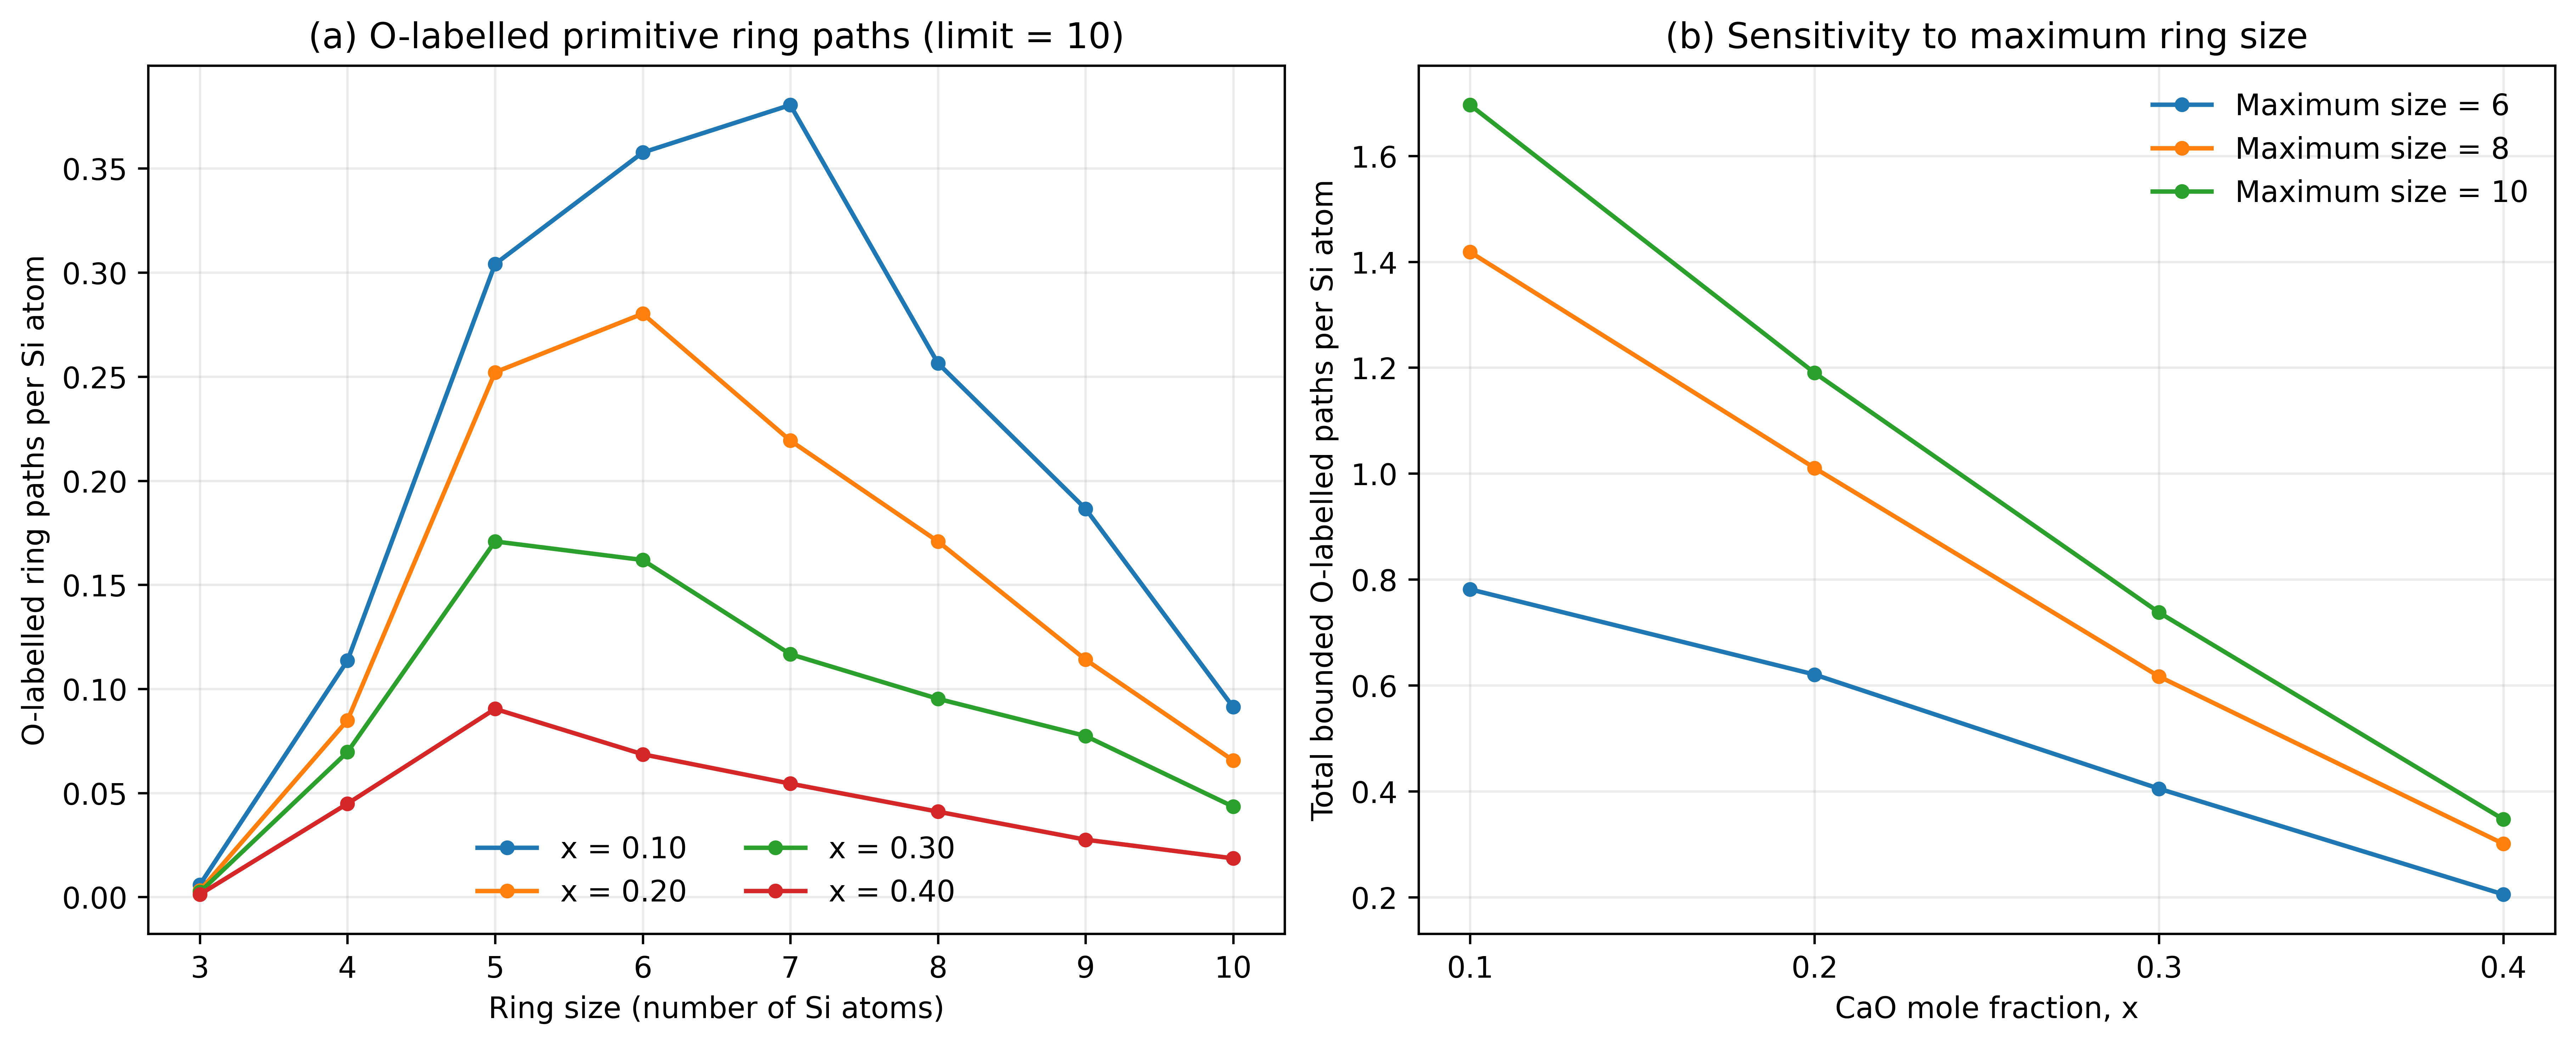 (a) O-labelled primitive ring paths (limit = 10)
O-labelled ring paths per Si atom
0.35
0.30
0.25
0.20
0.15
0.10
0.05
0.00
x = 0.10
x = 0.20
x = 0.30
x = 0.40
3 4 5 6 7 8 9 10
Ring size (number of Si atoms)
(b) Sensitivity to maximum ring size
Total bounded O-labelled paths per Si atom
1.6
1.4
1.2
1.0
0.8
0.6
0.4
0.2
Maximum size = 6
Maximum size = 8
Maximum size = 10
0.1 0.2 0.3 0.4
CaO mole fraction, x